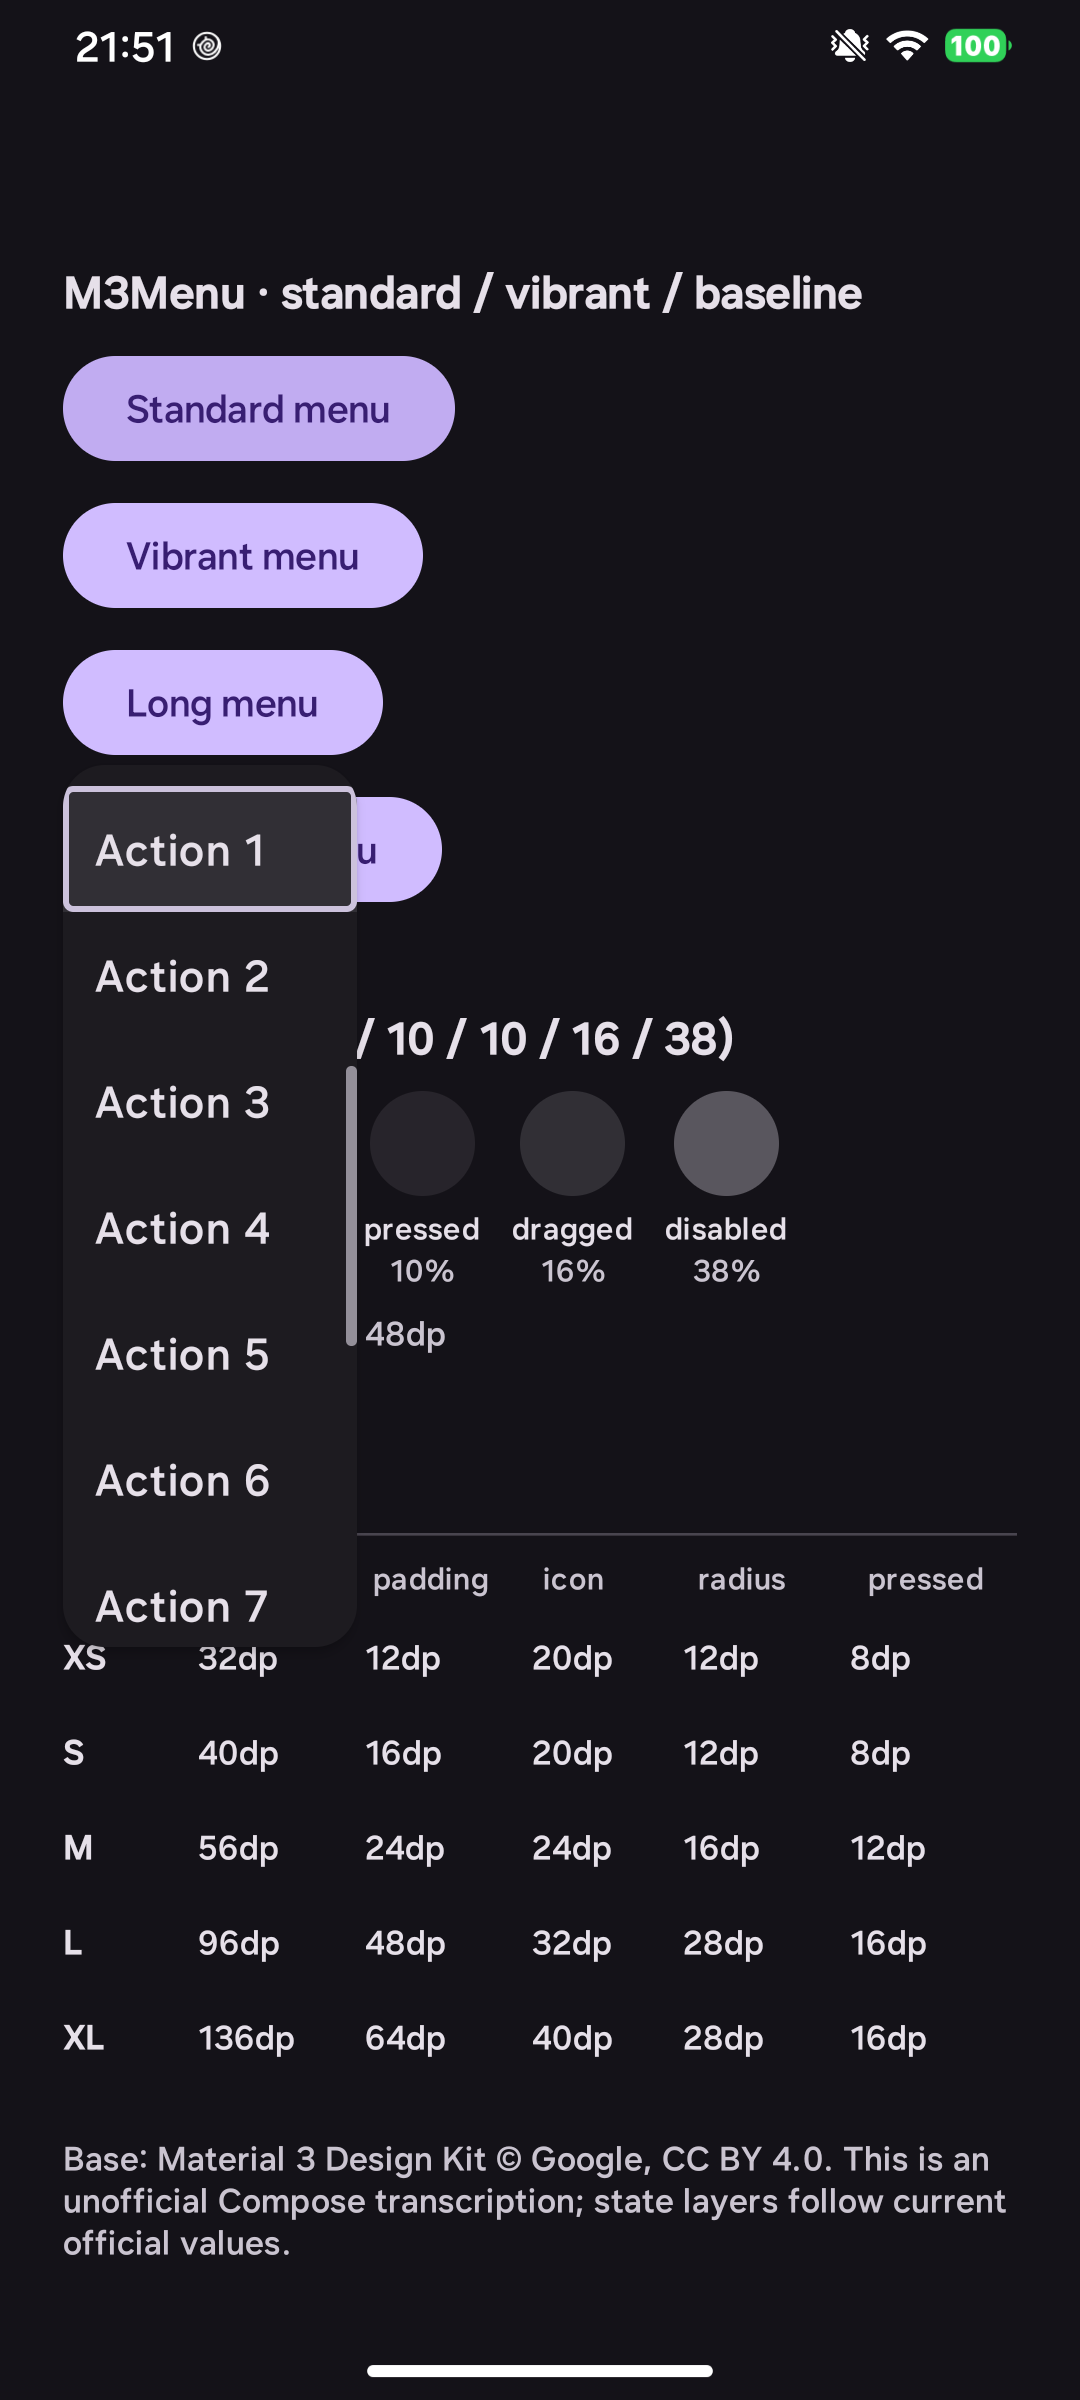 21:51
100
M3Menu · standard / vibrant / baseline
Standard menu
Vibrant menu
Long menu
Action 1
Action 2
Action 3
Action 4
Action 5
Action 6
Action 7
/ 10 / 10 / 16 / 38)
pressed dragged disabled
10% 16% 38%
48dp
padding icon radius pressed
XS 32dp 12dp 20dp 12dp 8dp
S 40dp 16dp 20dp 12dp 8dp
M 56dp 24dp 24dp 16dp 12dp
L 96dp 48dp 32dp 28dp 16dp
XL 136dp 64dp 40dp 28dp 16dp
Base: Material 3 Design Kit © Google, CC BY 4.0. This is an
unofficial Compose transcription; state layers follow current
official values.